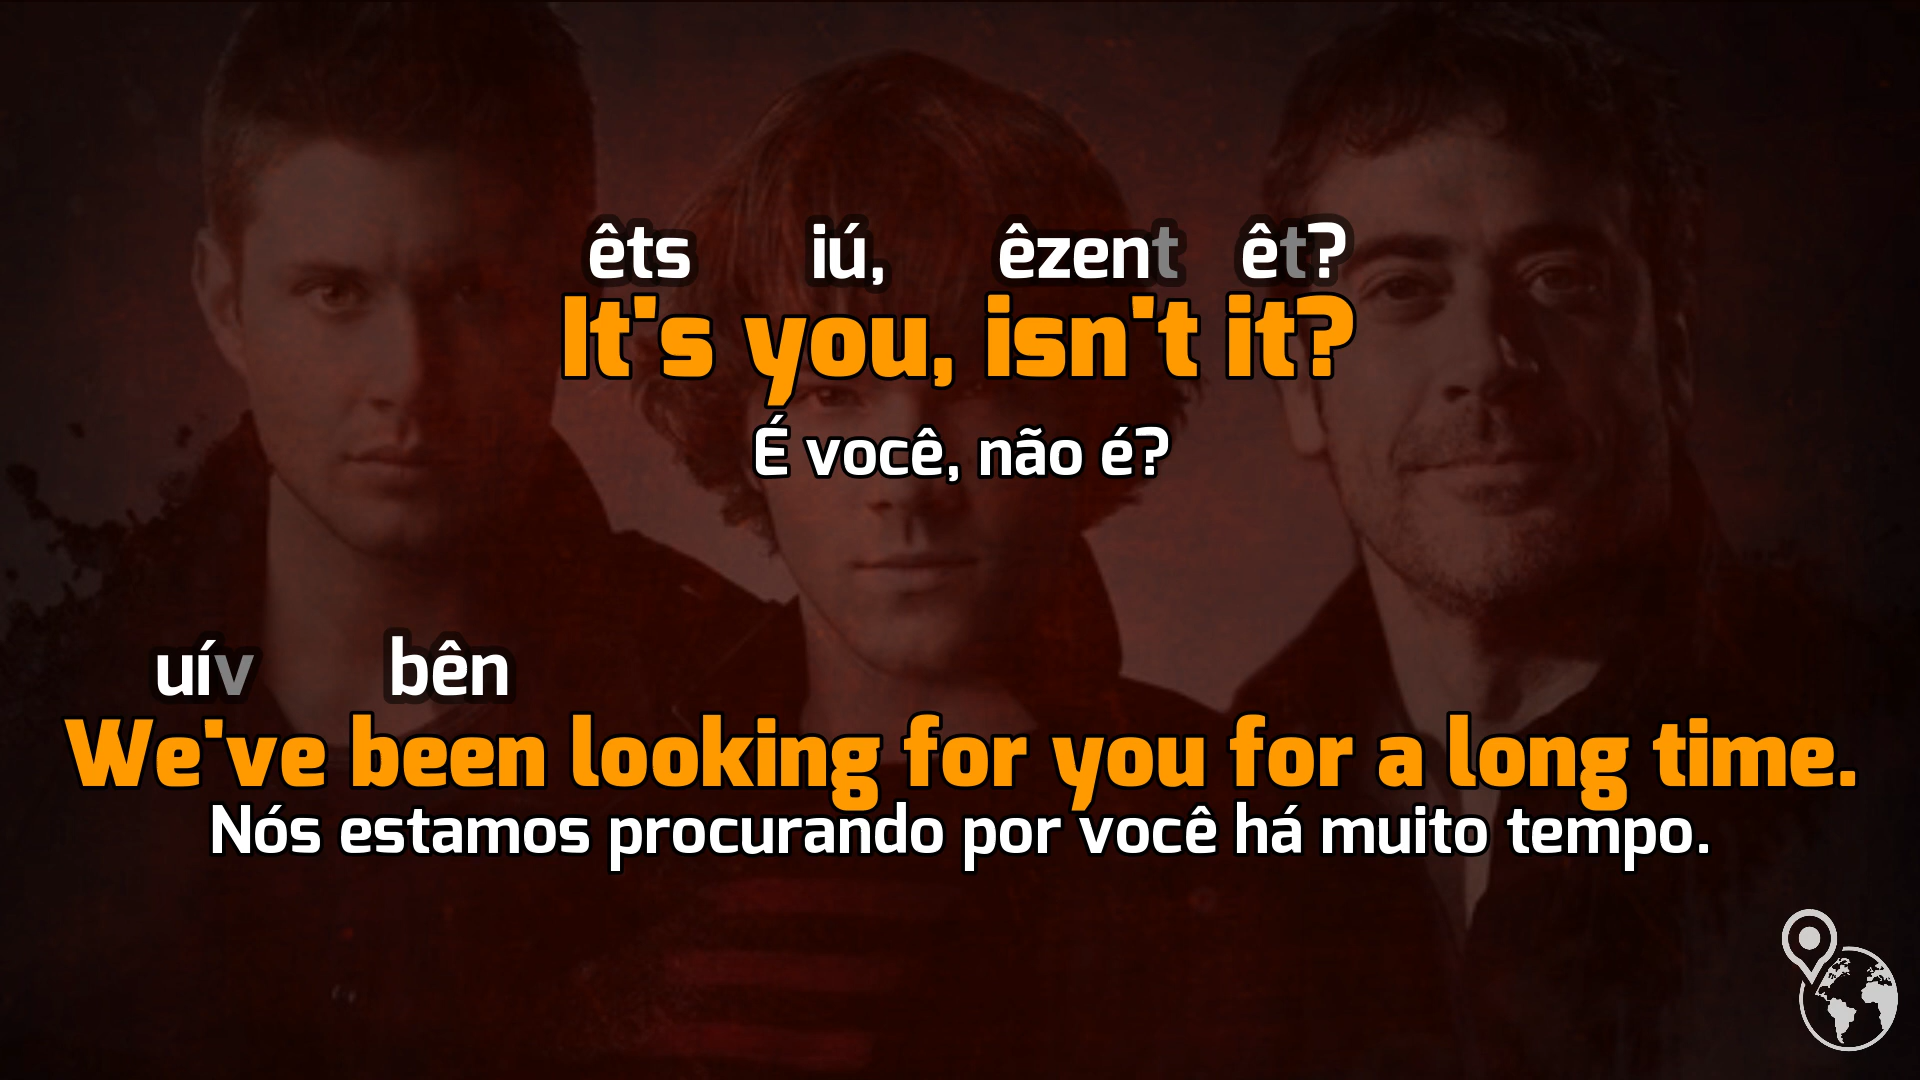 êts iú, êzent êt?
It's you, isn't it?
É você, não é?
uív bên
We've been looking for you for a long time.
Nós estamos procurando por você há muito tempo.